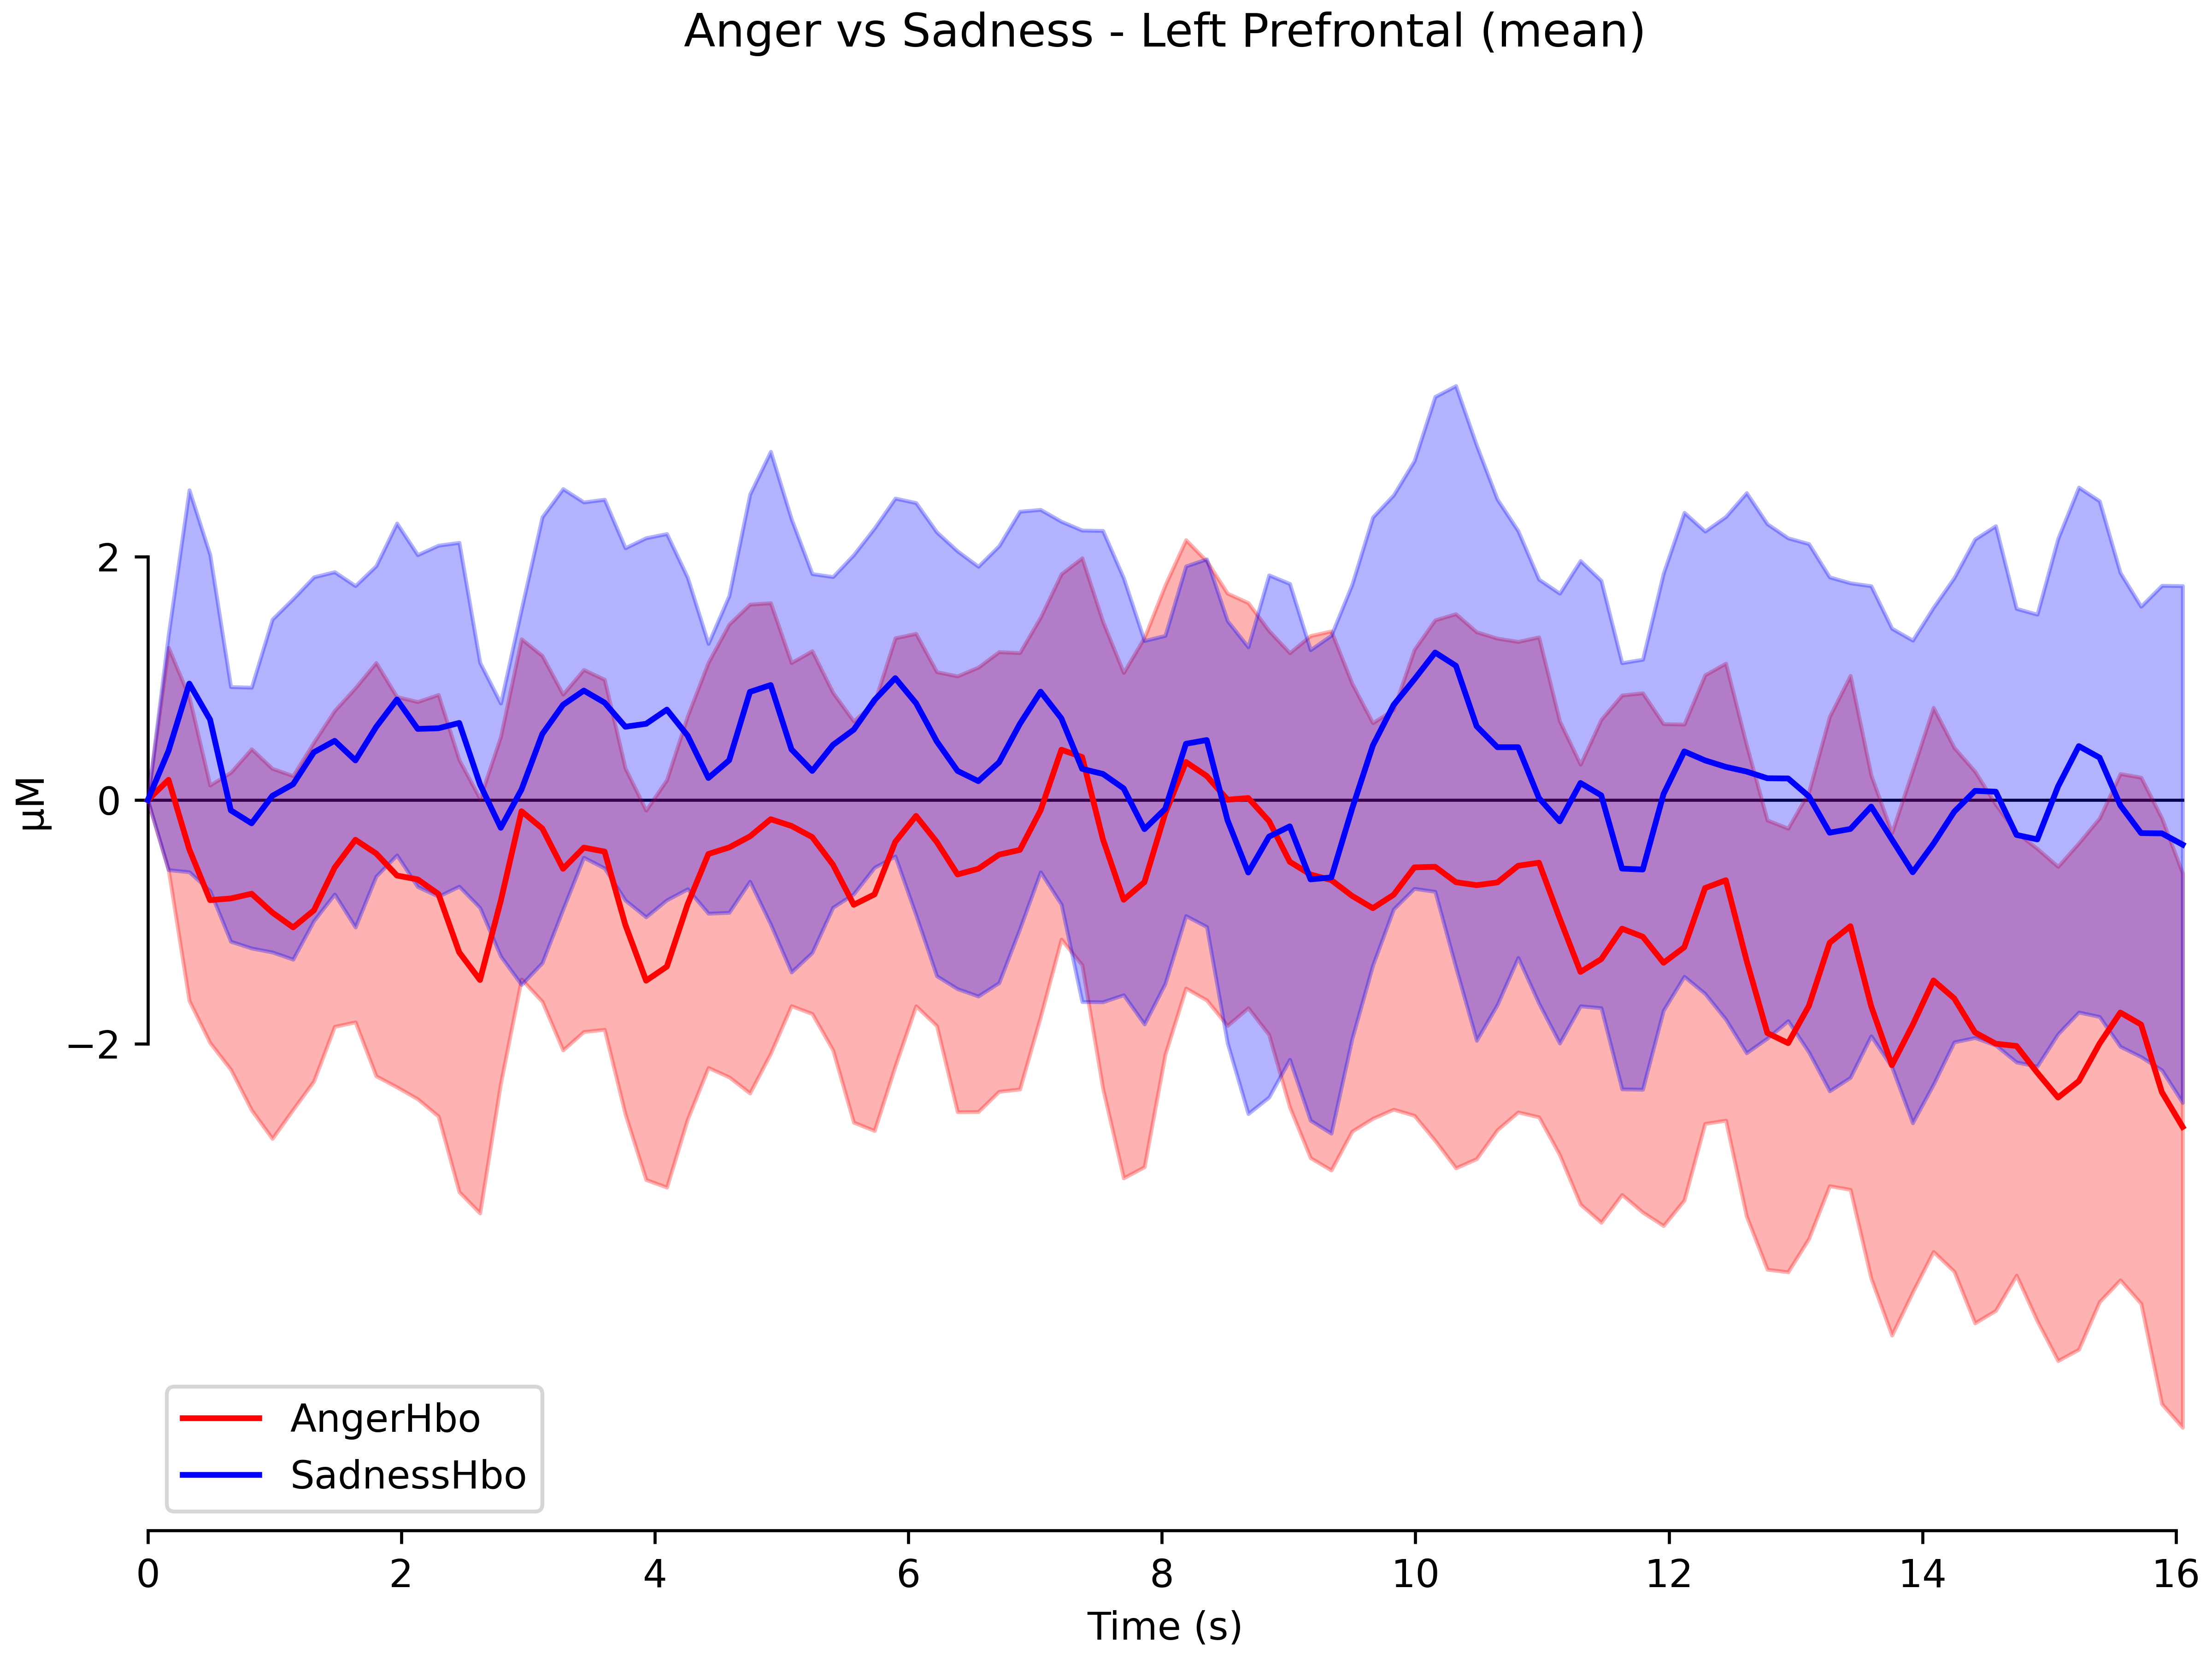 Anger vs Sadness - Left Prefrontal (mean)
µM
2
0
−2
AngerHbo
SadnessHbo
0 2 4 6 8 10 12 14 16
Time (s)